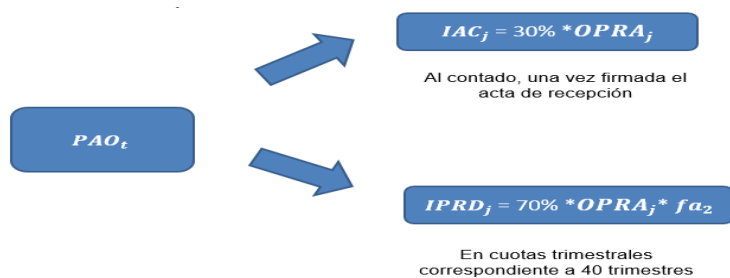 IAC_j = 30% *OPRA_j
Al contado, una vez firmada el
acta de recepción
PAO_t
IPRD_j = 70% *OPRA_j* fa_2
En cuotas trimestrales
correspondiente a 40 trimestres